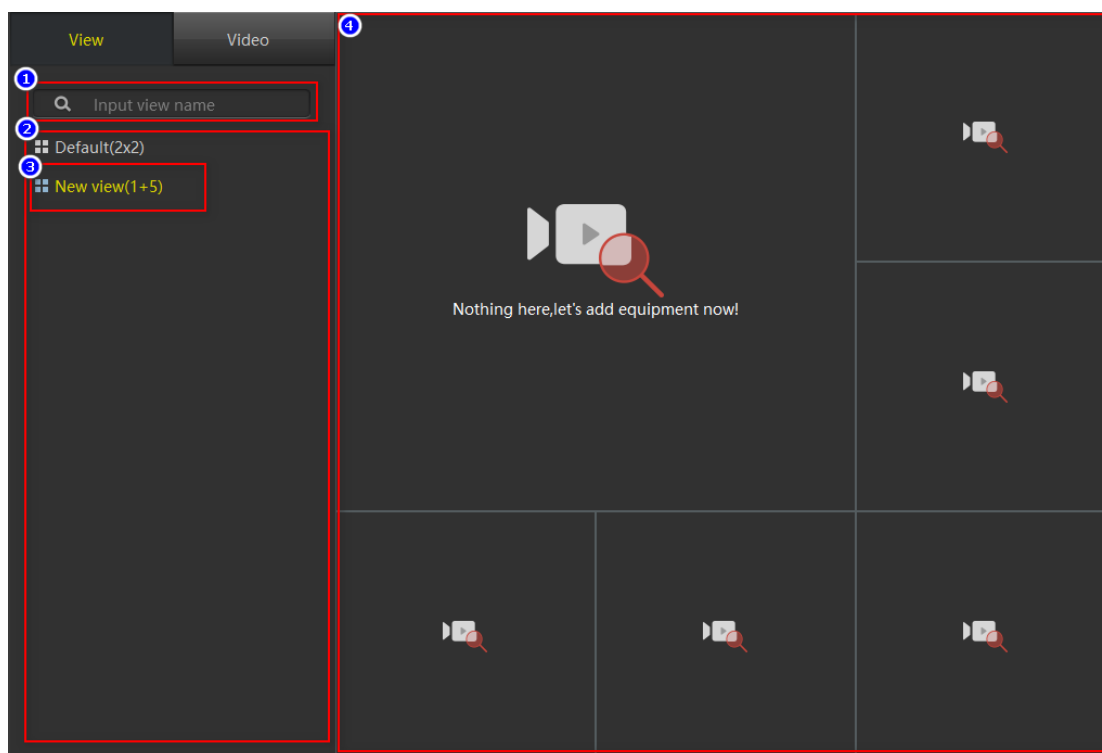 View
Video
4
1
Input view name
2
Default(2x2)
3
New view(1+5)
Nothing here,let's add equipment now!